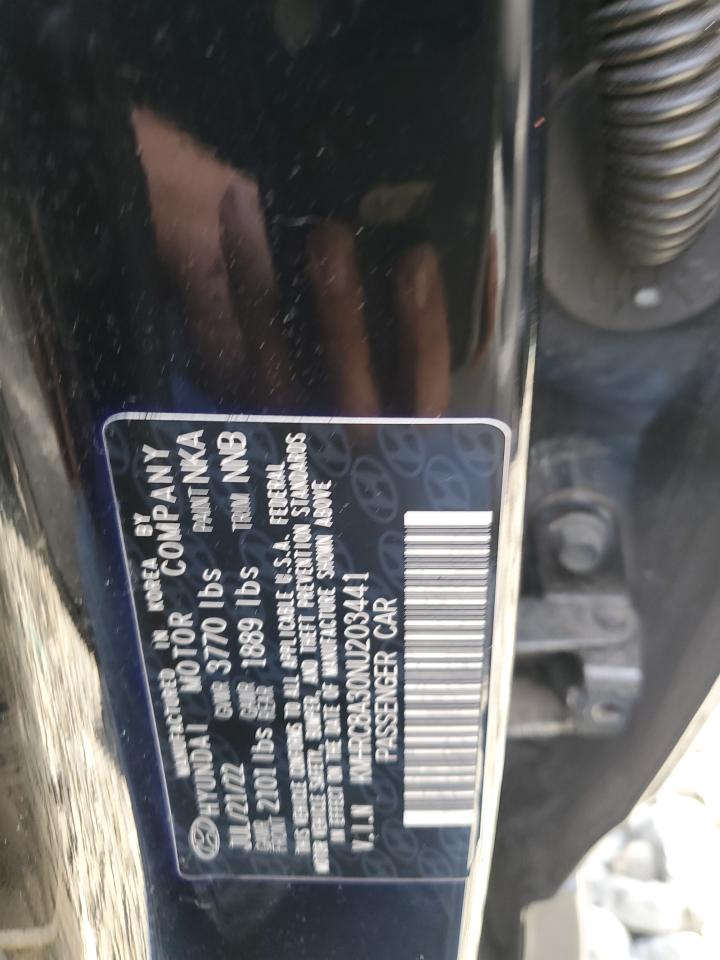 MANUFACTURED IN KOREA BY
HYUNDAI MOTOR COMPANY
JUL/21/22 GVWR 3770 lbs PAINT NKA
GAWR FRONT 2101 lbs GAWR REAR 1889 lbs TRIM NNB
THIS VEHICLE CONFORMS TO ALL APPLICABLE U.S.A. FEDERAL
MOTOR VEHICLE SAFETY, BUMPER, AND THEFT PREVENTION STANDARDS
IN EFFECT ON THE DATE OF MANUFACTURE SHOWN ABOVE
V.I.N KMHRC8A30NU203441
PASSENGER CAR